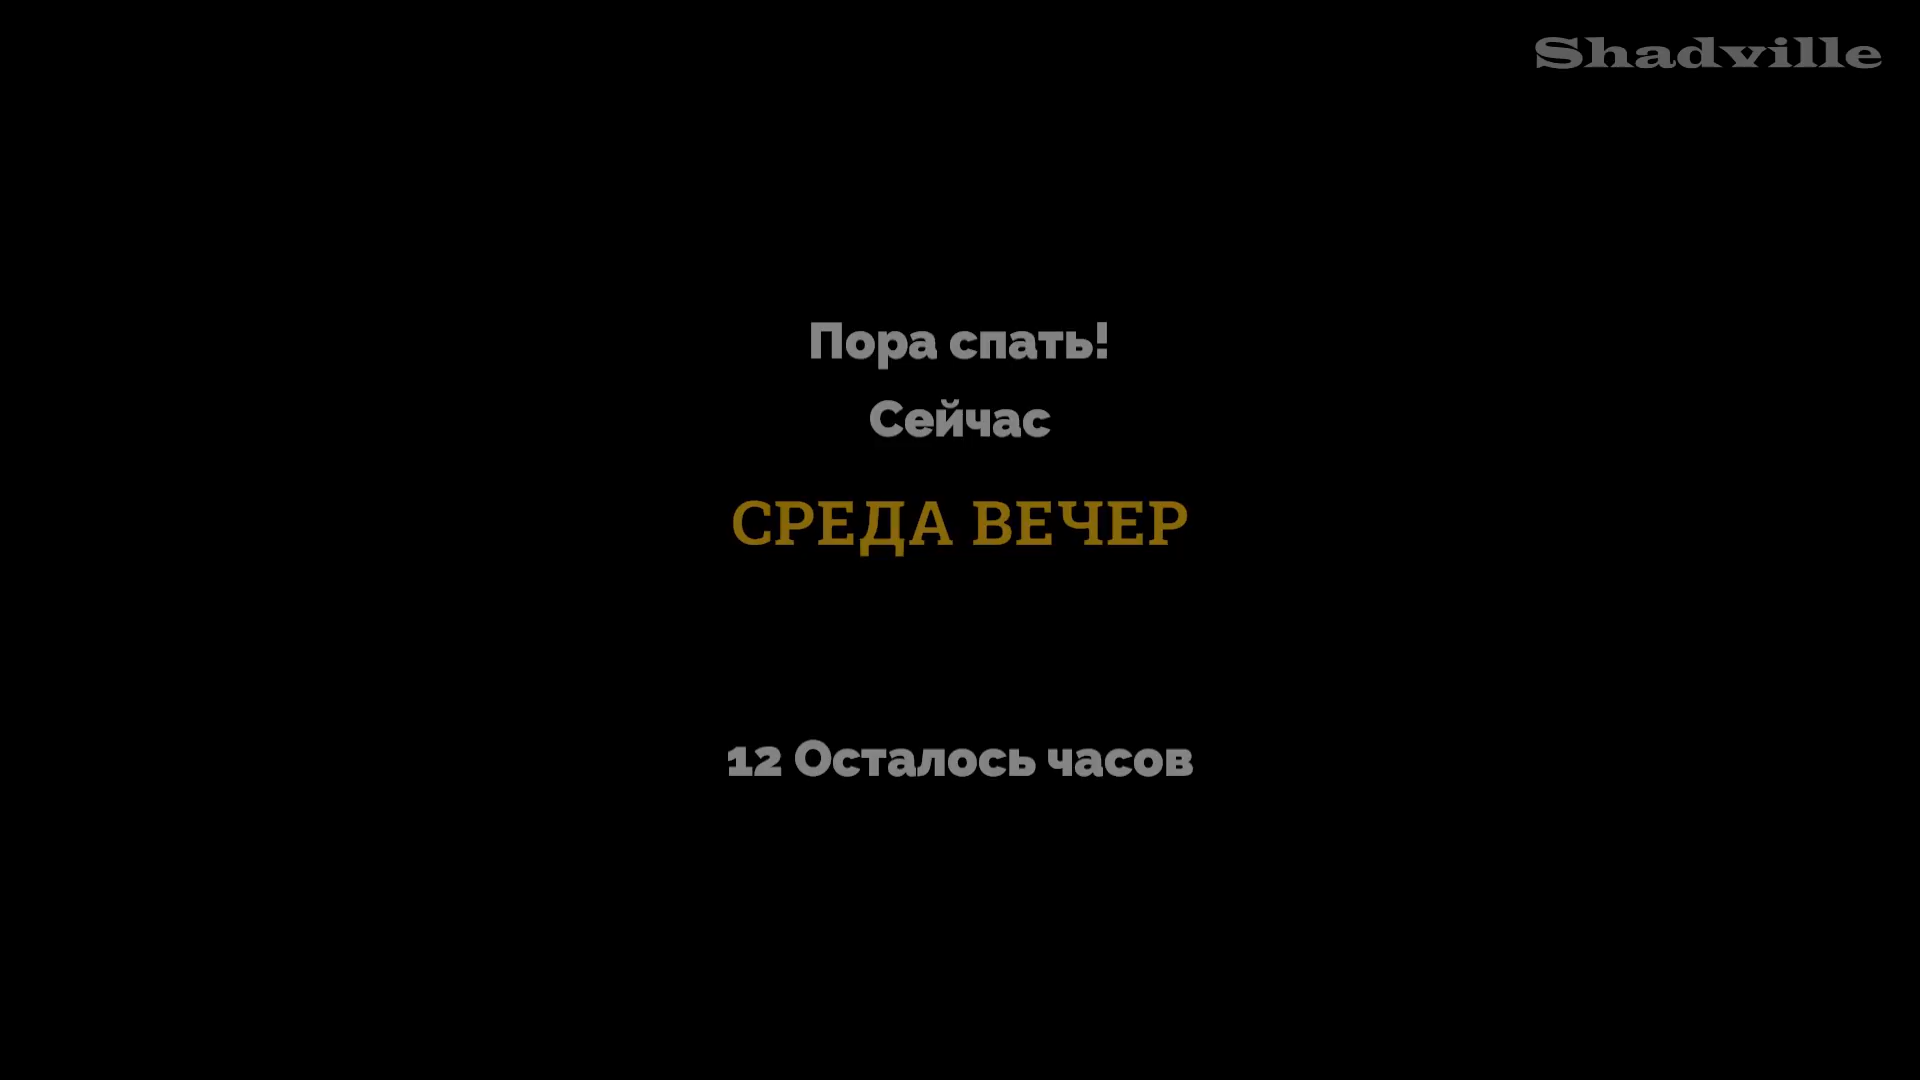 Shadville
Пора спать!
Сейчас
СРЕДА ВЕЧЕР
12 Осталось часов